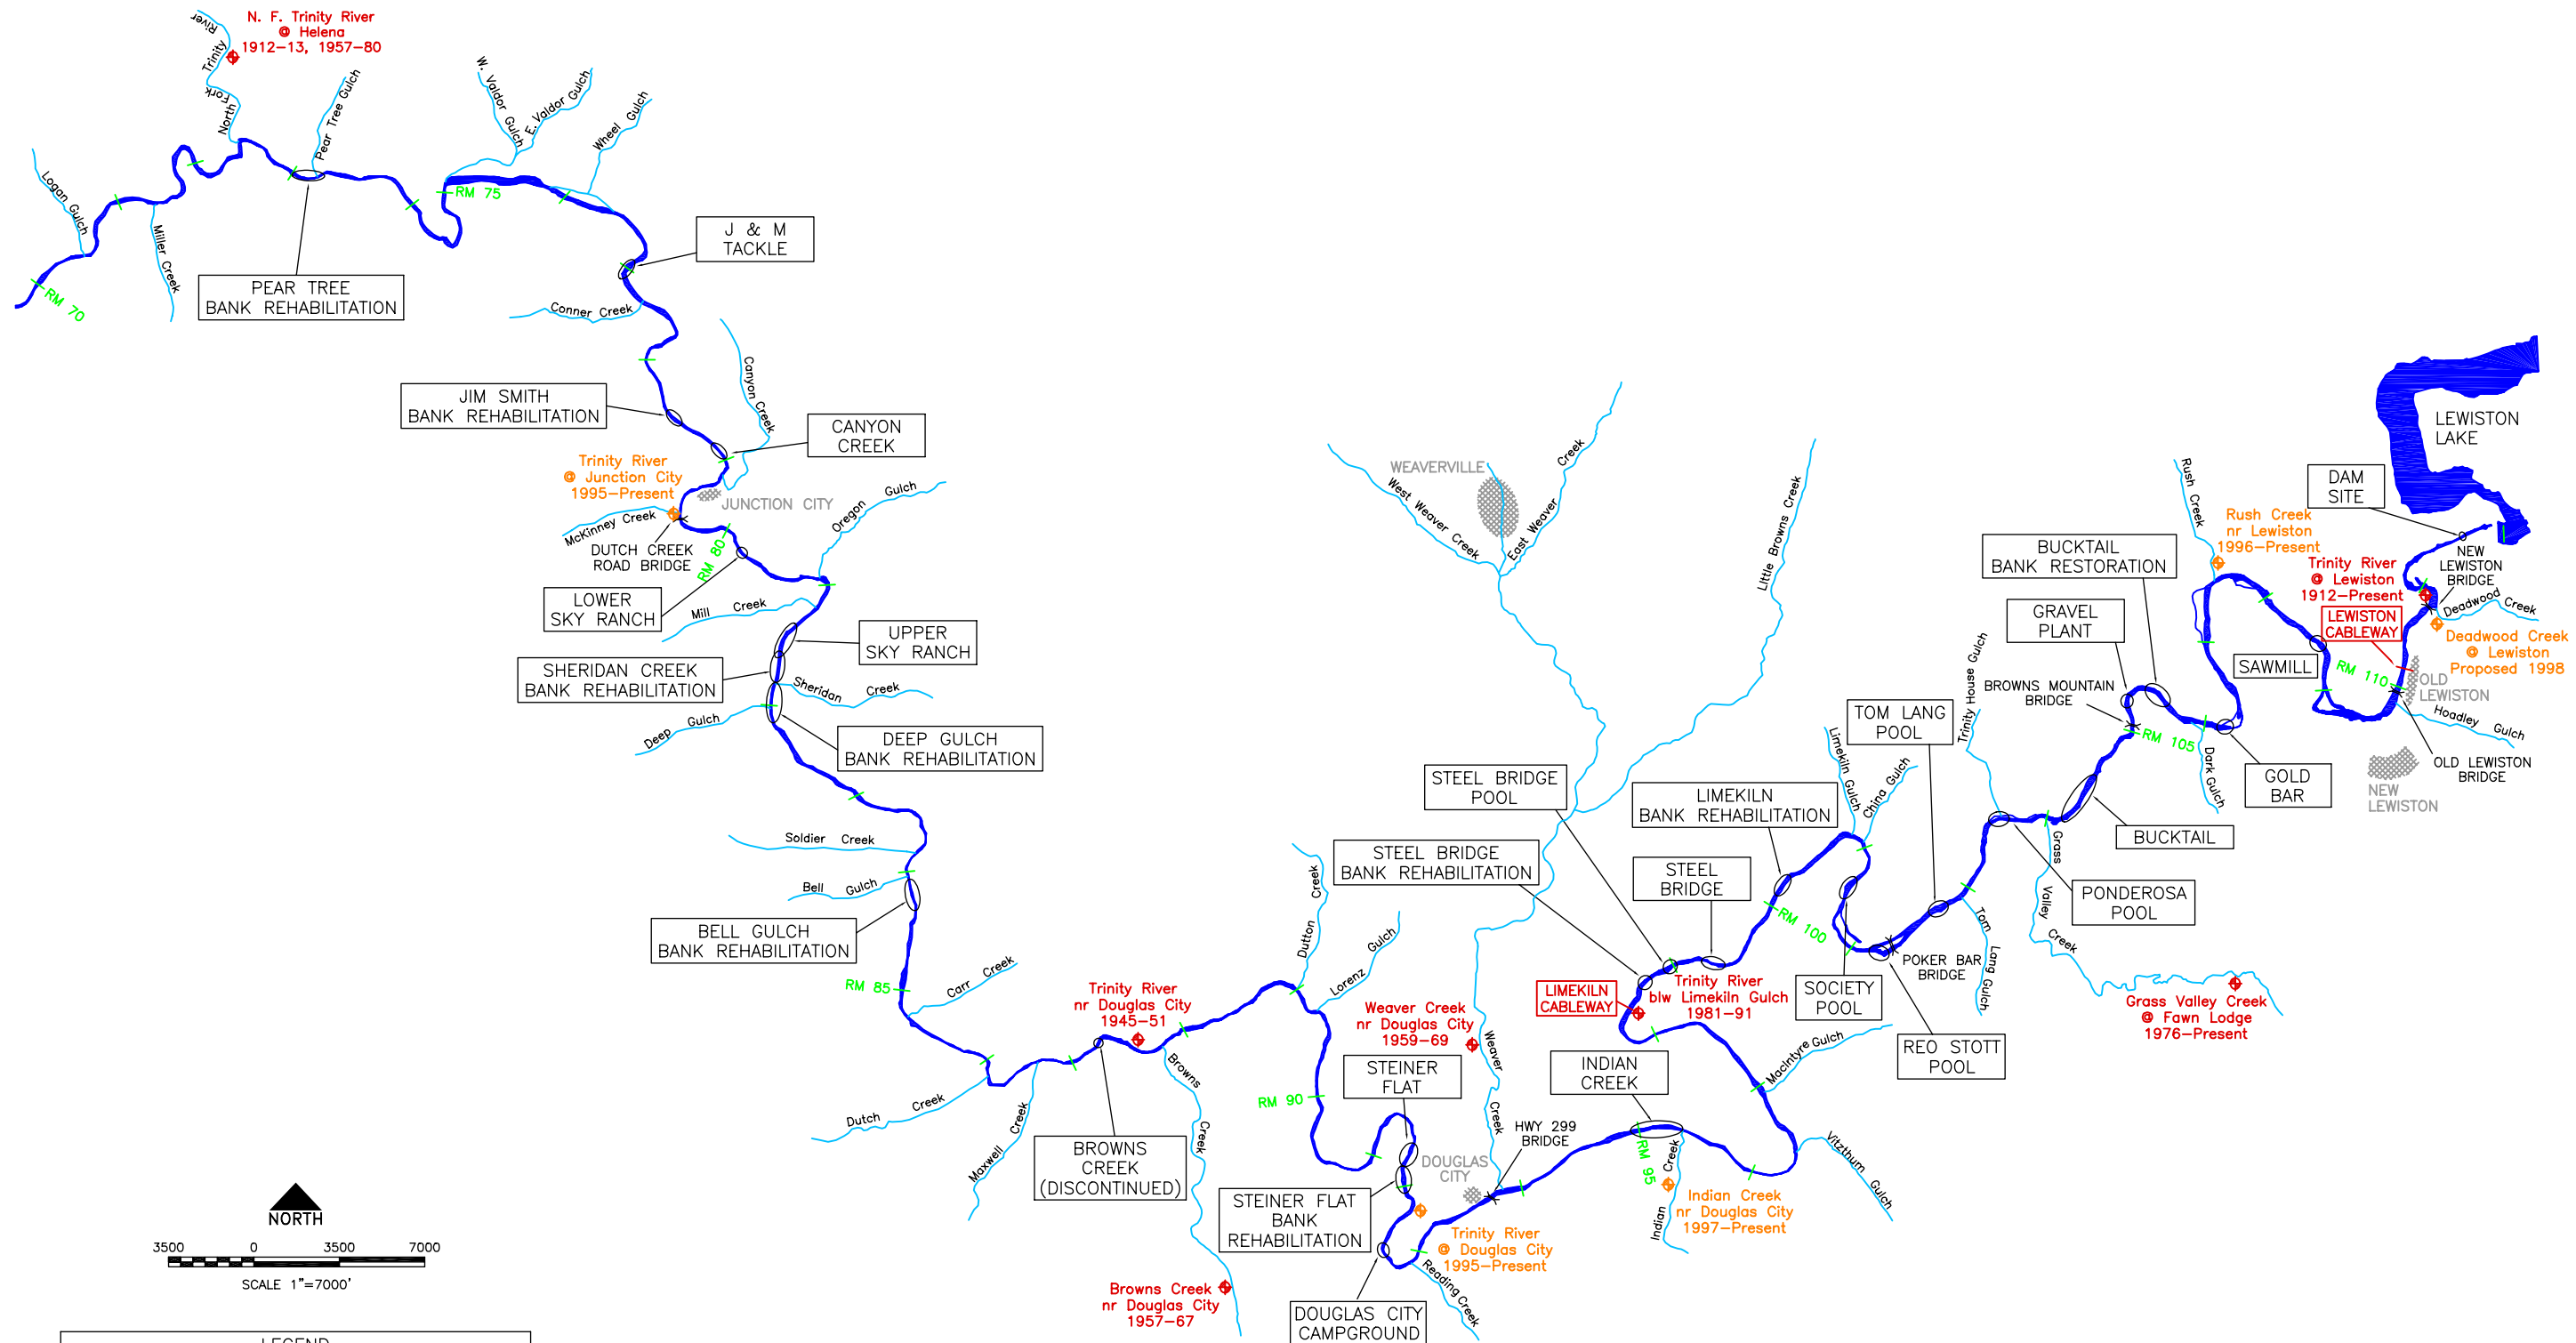 N. F. Trinity River
@ Helena
1912-13, 1957-80
North Fork Trinity River
Pear Tree Gulch
W. Valdor Gulch
E. Valdor Gulch
Wheel Gulch
Logan Gulch
Miller Creek
RM 70
RM 75
PEAR TREE
BANK REHABILITATION
J & M
TACKLE
Conner Creek
Canyon Creek
JIM SMITH
BANK REHABILITATION
CANYON
CREEK
Trinity River
@ Junction City
1995-Present
JUNCTION CITY
McKinney Creek
DUTCH CREEK
ROAD BRIDGE
RM 80
Oregon Gulch
LOWER
SKY RANCH
Mill Creek
UPPER
SKY RANCH
SHERIDAN CREEK
BANK REHABILITATION
Sheridan Creek
Deep Gulch
DEEP GULCH
BANK REHABILITATION
Soldier Creek
Bell Gulch
BELL GULCH
BANK REHABILITATION
RM 85
Carr Creek
Dutch Creek
Maxwell Creek
Trinity River
nr Douglas City
1945-51
BROWNS
CREEK
(DISCONTINUED)
Browns Creek
Browns Creek
nr Douglas City
1957-67
Dutton Creek
Lorenz Gulch
RM 90
Weaver Creek
nr Douglas City
1959-69
STEINER
FLAT
STEINER FLAT
BANK
REHABILITATION
DOUGLAS CITY
CAMPGROUND
Reading Creek
Trinity River
@ Douglas City
1995-Present
DOUGLAS
CITY
Weaver Creek
HWY 299
BRIDGE
INDIAN
CREEK
RM 95
Indian Creek
Indian Creek
nr Douglas City
1997-Present
Vitzthum Gulch
MacIntyre Gulch
WEAVERVILLE
West Weaver Creek
East Weaver Creek
Little Browns Creek
STEEL BRIDGE
POOL
STEEL BRIDGE
BANK REHABILITATION
LIMEKILN
BANK REHABILITATION
STEEL
BRIDGE
LIMEKILN
CABLEWAY
Trinity River
blw Limekiln Gulch
1981-91
RM 100
Limekiln Gulch
China Gulch
SOCIETY
POOL
TOM LANG
POOL
POKER BAR
BRIDGE
REO STOTT
POOL
Tom Lang Gulch
Trinity House Gulch
PONDEROSA
POOL
Grass Valley Creek
Grass Valley Creek
@ Fawn Lodge
1976-Present
BUCKTAIL
BROWNS MOUNTAIN
BRIDGE
RM 105
GRAVEL
PLANT
BUCKTAIL
BANK RESTORATION
Dark Gulch
GOLD
BAR
Rush Creek
Rush Creek
nr Lewiston
1996-Present
SAWMILL
RM 110
Trinity River
@ Lewiston
1912-Present
LEWISTON
CABLEWAY
DAM
SITE
LEWISTON
LAKE
NEW
LEWISTON
BRIDGE
Deadwood Creek
Deadwood Creek
@ Lewiston
Proposed 1998
OLD
LEWISTON
Hoadley Gulch
OLD LEWISTON
BRIDGE
NEW
LEWISTON
NORTH
3500 0 3500 7000
SCALE 1"=7000'
LEGEND